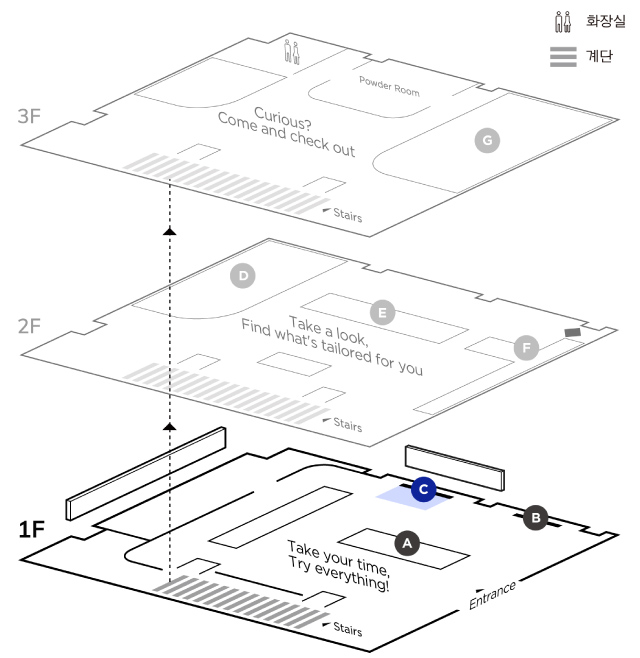 화장실
계단
3F
Powder Room
Curious?
Come and check out
G
Stairs
2F
D
E
Take a look,
Find what's tailored for you
F
Stairs
1F
C
B
A
Take your time,
Try everything!
Entrance
Stairs